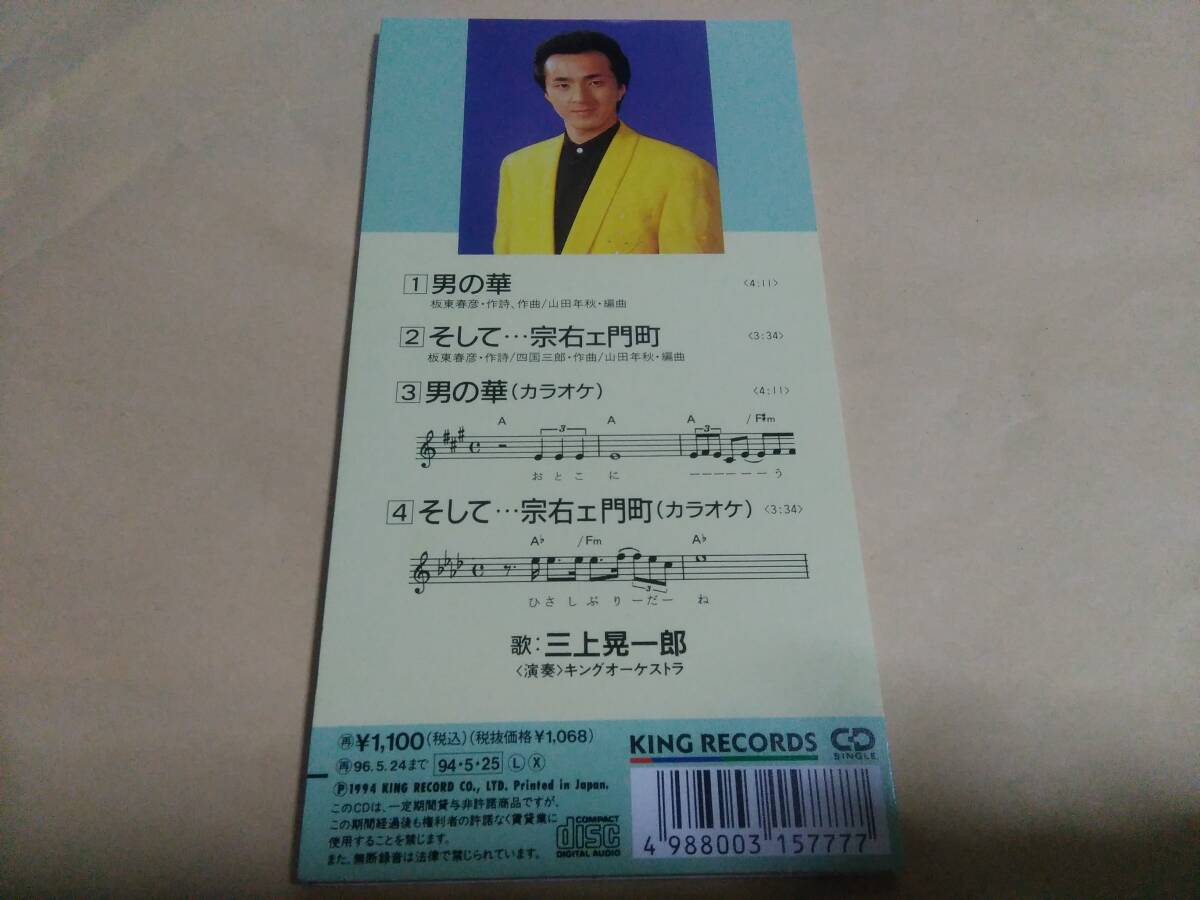 1 男の華 <4:11>
板東春彦・作詩、作曲/山田年秋・編曲
2 そして…宗右ェ門町 <3:34>
板東春彦・作詩/四国三郎・作曲/山田年秋・編曲
3 男の華(カラオケ) <4:11>
A A A /F#m
3 3
おとこ に ーーーーーう
4 そして…宗右ェ門町(カラオケ) <3:34>
A♭ /Fm A♭
3
ひさしぶりーだー ね
歌:三上晃一郎
〈演奏〉キングオーケストラ
再¥1,100(税込)(税抜価格¥1,068)
再96.5.24まで 94・5・25 L X
Ⓟ1994 KING RECORD CO., LTD. Printed in Japan.
このCDは、一定期間貸与非許諾商品ですが、
この期間経過後も権利者の許諾なく賃貸業に
使用することを禁じます。
また、無断録音は法律で禁じられています。
COMPACT
disc
DIGITAL AUDIO
KING RECORDS
CD
SINGLE
4 988003 157777